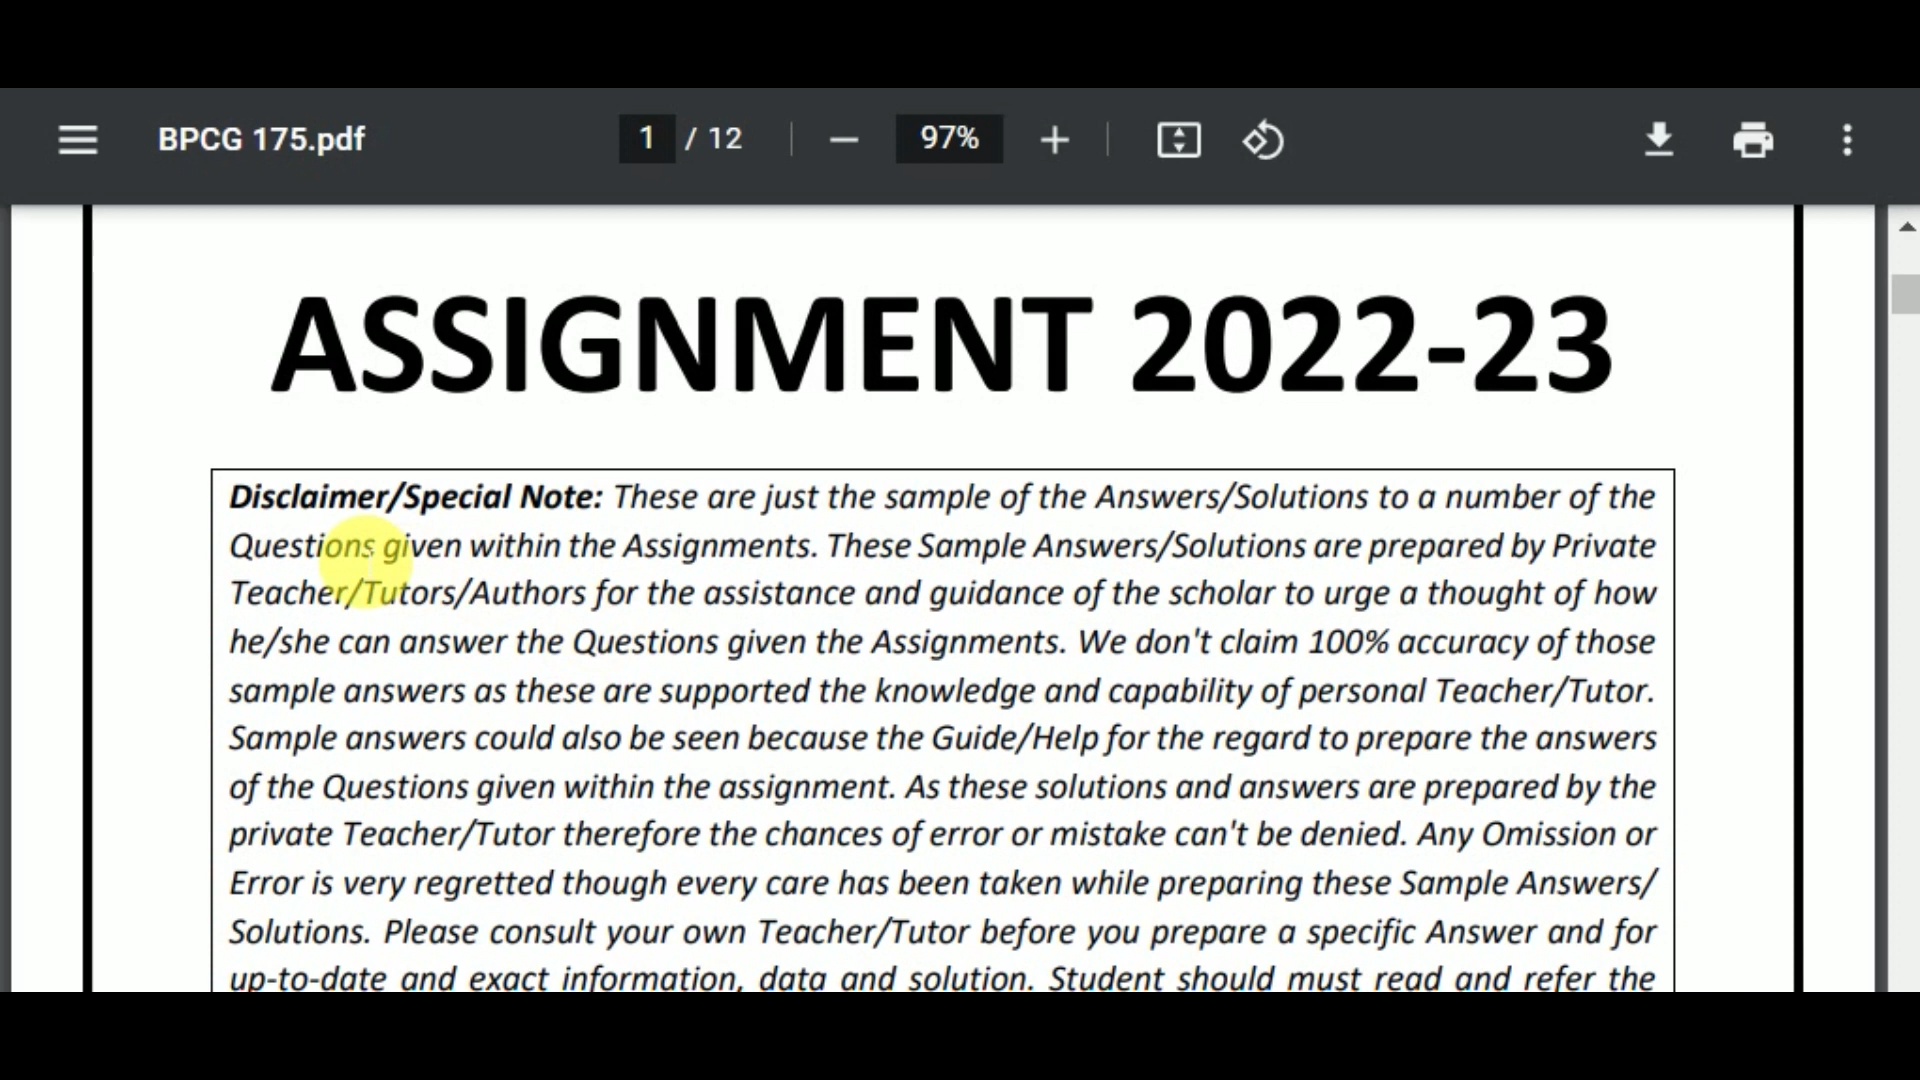 BPCG 175.pdf 1 / 12 97%
ASSIGNMENT 2022-23
Disclaimer/Special Note: These are just the sample of the Answers/Solutions to a number of the
Questions given within the Assignments. These Sample Answers/Solutions are prepared by Private
Teacher/Tutors/Authors for the assistance and guidance of the scholar to urge a thought of how
he/she can answer the Questions given the Assignments. We don't claim 100% accuracy of those
sample answers as these are supported the knowledge and capability of personal Teacher/Tutor.
Sample answers could also be seen because the Guide/Help for the regard to prepare the answers
of the Questions given within the assignment. As these solutions and answers are prepared by the
private Teacher/Tutor therefore the chances of error or mistake can't be denied. Any Omission or
Error is very regretted though every care has been taken while preparing these Sample Answers/
Solutions. Please consult your own Teacher/Tutor before you prepare a specific Answer and for
up-to-date and exact information, data and solution. Student should must read and refer the